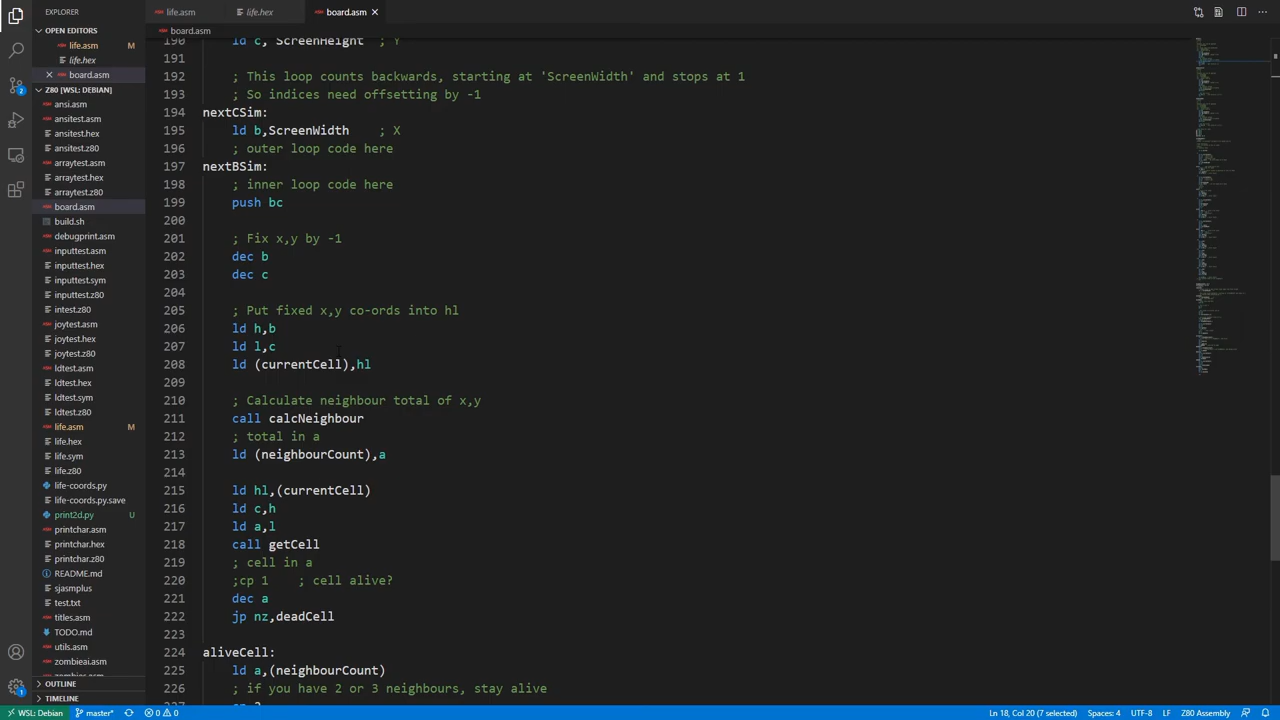 EXPLORER
life.asm
life.hex
board.asm
OPEN EDITORS
life.asm M
life.hex
board.asm
Z80 [WSL: DEBIAN]
ansi.asm
ansitest.asm
ansitest.hex
ansitest.z80
arraytest.asm
arraytest.hex
arraytest.z80
board.asm
build.sh
debugprint.asm
inputtest.asm
inputtest.hex
inputtest.sym
inputtest.z80
intest.z80
joytest.asm
joytest.hex
joytest.z80
ldtest.asm
ldtest.hex
ldtest.sym
ldtest.z80
life.asm M
life.hex
life.sym
life.z80
life-coords.py
life-coords.py.save
print2d.py U
printchar.asm
printchar.hex
printchar.z80
README.md
sjasmplus
test.txt
titles.asm
TODO.md
utils.asm
zombieai.asm
OUTLINE
TIMELINE
board.asm
190 ld c, ScreenHeight ; Y
191
192 ; This loop counts backwards, starting at 'ScreenWidth' and stops at 1
193 ; So indices need offsetting by -1
194 nextCSim:
195 ld b,ScreenWidth ; X
196 ; outer loop code here
197 nextBSim:
198 ; inner loop code here
199 push bc
200
201 ; Fix x,y by -1
202 dec b
203 dec c
204
205 ; Put fixed x,y co-ords into hl
206 ld h,b
207 ld l,c
208 ld (currentCell),hl
209
210 ; Calculate neighbour total of x,y
211 call calcNeighbour
212 ; total in a
213 ld (neighbourCount),a
214
215 ld hl,(currentCell)
216 ld c,h
217 ld a,l
218 call getCell
219 ; cell in a
220 ;cp 1 ; cell alive?
221 dec a
222 jp nz,deadCell
223
224 aliveCell:
225 ld a,(neighbourCount)
226 ; if you have 2 or 3 neighbours, stay alive
WSL: Debian master* 0 0 Ln 18, Col 20 (7 selected) Spaces: 4 UTF-8 LF Z80 Assembly